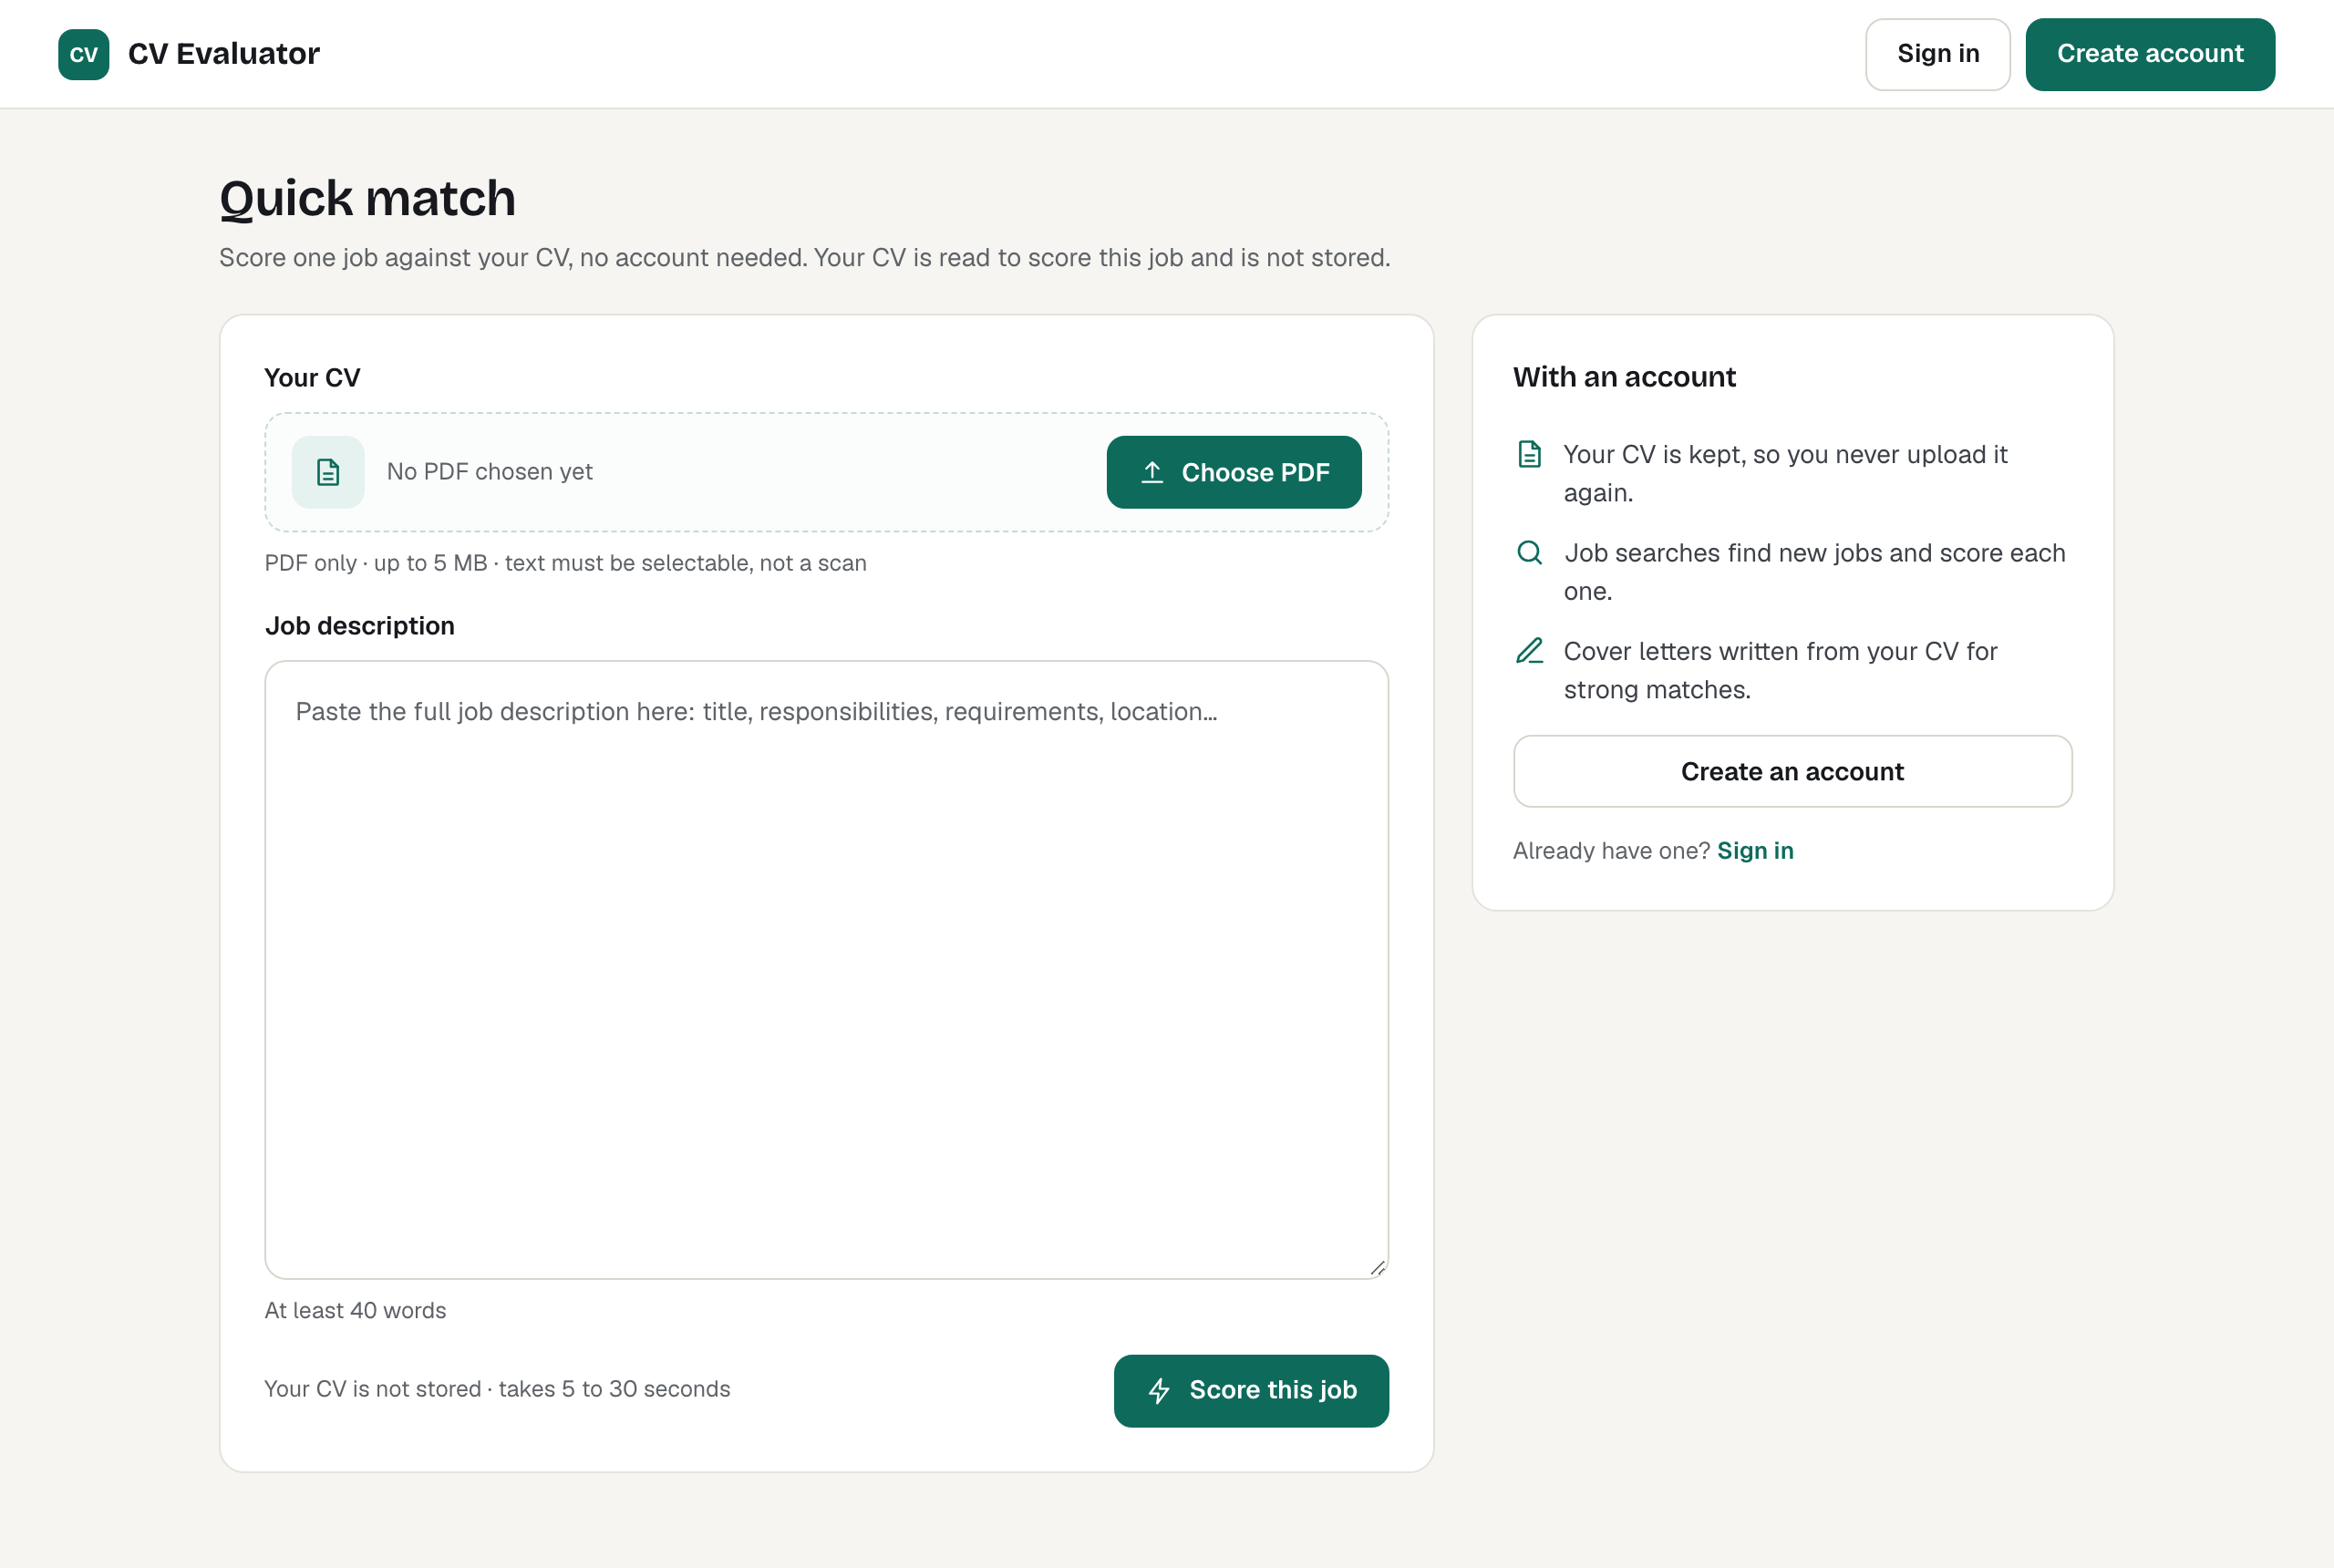 CV
CV Evaluator
Sign in
Create account
Quick match
Score one job against your CV, no account needed. Your CV is read to score this job and is not stored.
Your CV
No PDF chosen yet
Choose PDF
PDF only · up to 5 MB · text must be selectable, not a scan
Job description
Paste the full job description here: title, responsibilities, requirements, location...
At least 40 words
Your CV is not stored · takes 5 to 30 seconds
Score this job
With an account
Your CV is kept, so you never upload it
again.
Job searches find new jobs and score each
one.
Cover letters written from your CV for
strong matches.
Create an account
Already have one? Sign in